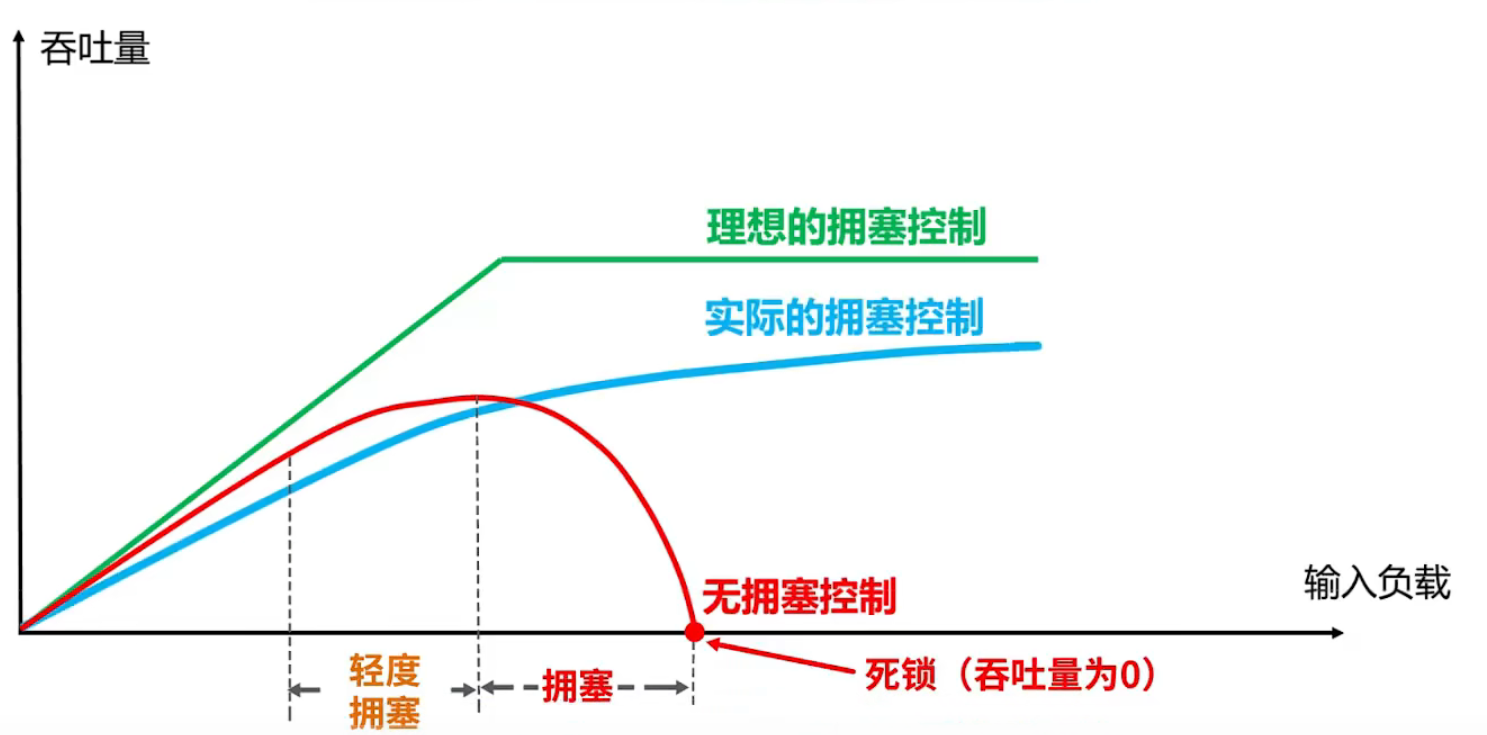 吞吐量
理想的拥塞控制
实际的拥塞控制
无拥塞控制
输入负载
轻度
拥塞
拥塞
死锁（吞吐量为0）